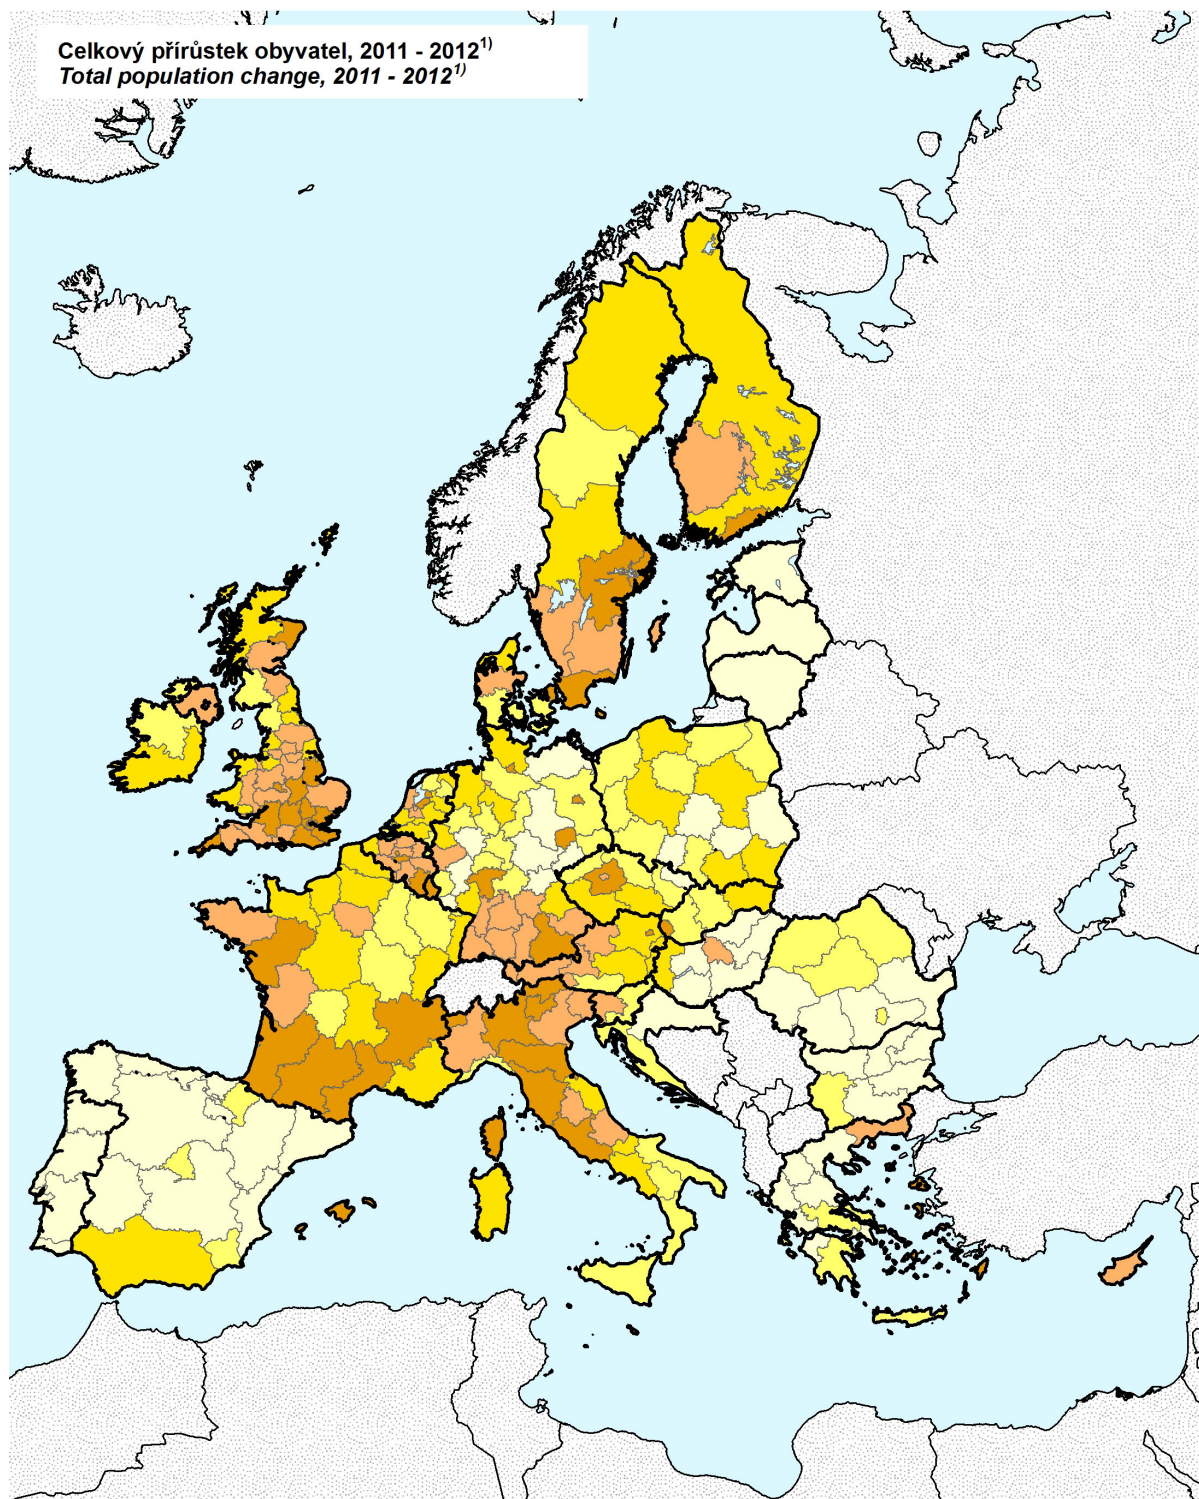 Celkový přírůstek obyvatel, 2011 - 2012¹⁾
Total population change, 2011 - 2012¹⁾